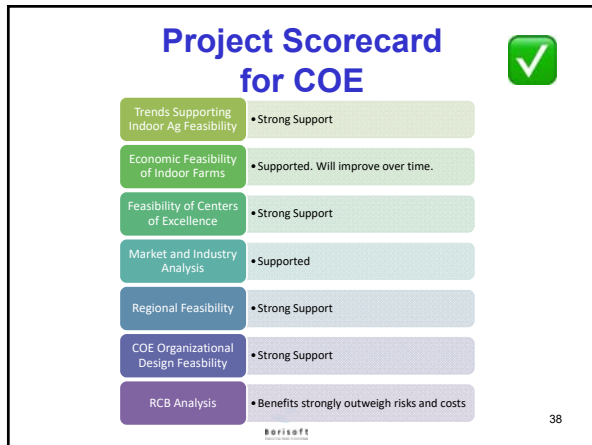 Project Scorecard
for COE
Trends Supporting
Indoor Ag Feasibility
• Strong Support
Economic Feasibility
of Indoor Farms
• Supported. Will improve over time.
Feasibility of Centers
of Excellence
• Strong Support
Market and Industry
Analysis
• Supported
Regional Feasibility
• Strong Support
COE Organizational
Design Feasbility
• Strong Support
RCB Analysis
• Benefits strongly outweigh risks and costs
Borisoft
38